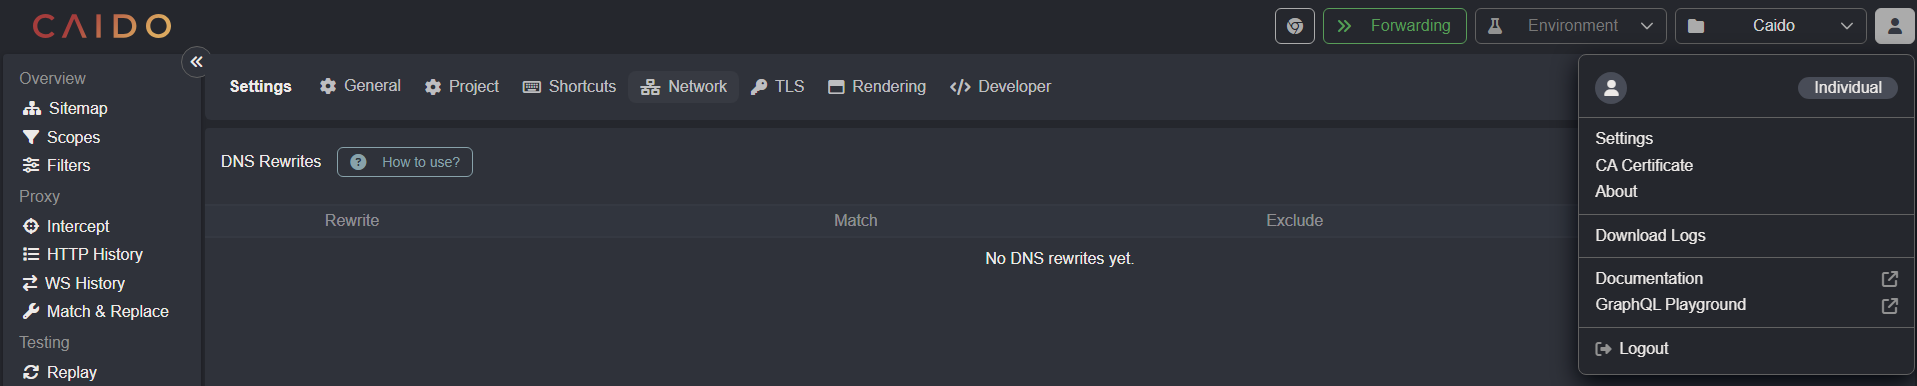 CAIDO
Forwarding
Environment
Caido
Overview
Sitemap
Scopes
Filters
Proxy
Intercept
HTTP History
WS History
Match & Replace
Testing
Replay
Settings General Project Shortcuts Network TLS Rendering Developer
DNS Rewrites ? How to use?
Rewrite Match Exclude
No DNS rewrites yet.
Individual
Settings
CA Certificate
About
Download Logs
Documentation
GraphQL Playground
Logout